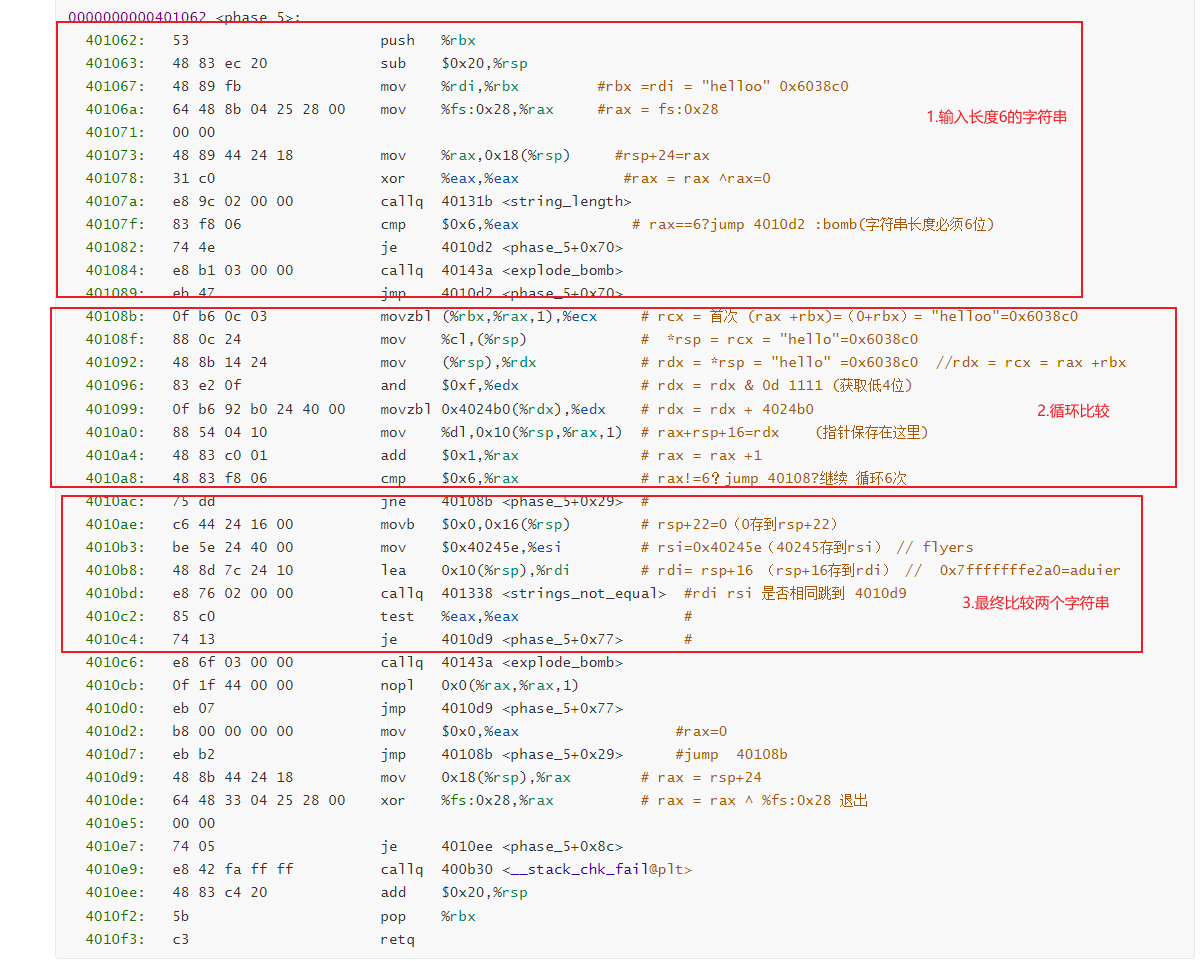 0000000000401062 <phase_5>:
401062: 53 push %rbx
401063: 48 83 ec 20 sub $0x20,%rsp
401067: 48 89 fb mov %rdi,%rbx #rbx =rdi = "helloo" 0x6038c0
40106a: 64 48 8b 04 25 28 00 mov %fs:0x28,%rax #rax = fs:0x28
1.输入长度6的字符串
401071: 00 00
401073: 48 89 44 24 18 mov %rax,0x18(%rsp) #rsp+24=rax
401078: 31 c0 xor %eax,%eax #rax = rax ^rax=0
40107a: e8 9c 02 00 00 callq 40131b <string_length>
40107f: 83 f8 06 cmp $0x6,%eax # rax==6?jump 4010d2 :bomb(字符串长度必须6位)
401082: 74 4e je 4010d2 <phase_5+0x70>
401084: e8 b1 03 00 00 callq 40143a <explode_bomb>
401089: eb 47 jmp 4010d2 <phase_5+0x70>
40108b: 0f b6 0c 03 movzbl (%rbx,%rax,1),%ecx # rcx = 首次 (rax +rbx)=（0+rbx）= "helloo"=0x6038c0
40108f: 88 0c 24 mov %cl,(%rsp) # *rsp = rcx = "hello"=0x6038c0
401092: 48 8b 14 24 mov (%rsp),%rdx # rdx = *rsp = "hello" =0x6038c0 //rdx = rcx = rax +rbx
401096: 83 e2 0f and $0xf,%edx # rdx = rdx & 0d 1111 (获取低4位)
401099: 0f b6 92 b0 24 40 00 movzbl 0x4024b0(%rdx),%edx # rdx = rdx + 4024b0
2.循环比较
4010a0: 88 54 04 10 mov %dl,0x10(%rsp,%rax,1) # rax+rsp+16=rdx （指针保存在这里）
4010a4: 48 83 c0 01 add $0x1,%rax # rax = rax +1
4010a8: 48 83 f8 06 cmp $0x6,%rax # rax!=6？jump 40108?继续 循环6次
4010ac: 75 dd jne 40108b <phase_5+0x29> #
4010ae: c6 44 24 16 00 movb $0x0,0x16(%rsp) # rsp+22=0（0存到rsp+22）
4010b3: be 5e 24 40 00 mov $0x40245e,%esi # rsi=0x40245e（40245存到rsi） // flyers
4010b8: 48 8d 7c 24 10 lea 0x10(%rsp),%rdi # rdi= rsp+16 （rsp+16存到rdi） // 0x7fffffffe2a0=aduier
4010bd: e8 76 02 00 00 callq 401338 <strings_not_equal> #rdi rsi 是否相同跳到 4010d9
3.最终比较两个字符串
4010c2: 85 c0 test %eax,%eax #
4010c4: 74 13 je 4010d9 <phase_5+0x77> #
4010c6: e8 6f 03 00 00 callq 40143a <explode_bomb>
4010cb: 0f 1f 44 00 00 nopl 0x0(%rax,%rax,1)
4010d0: eb 07 jmp 4010d9 <phase_5+0x77>
4010d2: b8 00 00 00 00 mov $0x0,%eax #rax=0
4010d7: eb b2 jmp 40108b <phase_5+0x29> #jump 40108b
4010d9: 48 8b 44 24 18 mov 0x18(%rsp),%rax # rax = rsp+24
4010de: 64 48 33 04 25 28 00 xor %fs:0x28,%rax # rax = rax ^ %fs:0x28 退出
4010e5: 00 00
4010e7: 74 05 je 4010ee <phase_5+0x8c>
4010e9: e8 42 fa ff ff callq 400b30 <__stack_chk_fail@plt>
4010ee: 48 83 c4 20 add $0x20,%rsp
4010f2: 5b pop %rbx
4010f3: c3 retq